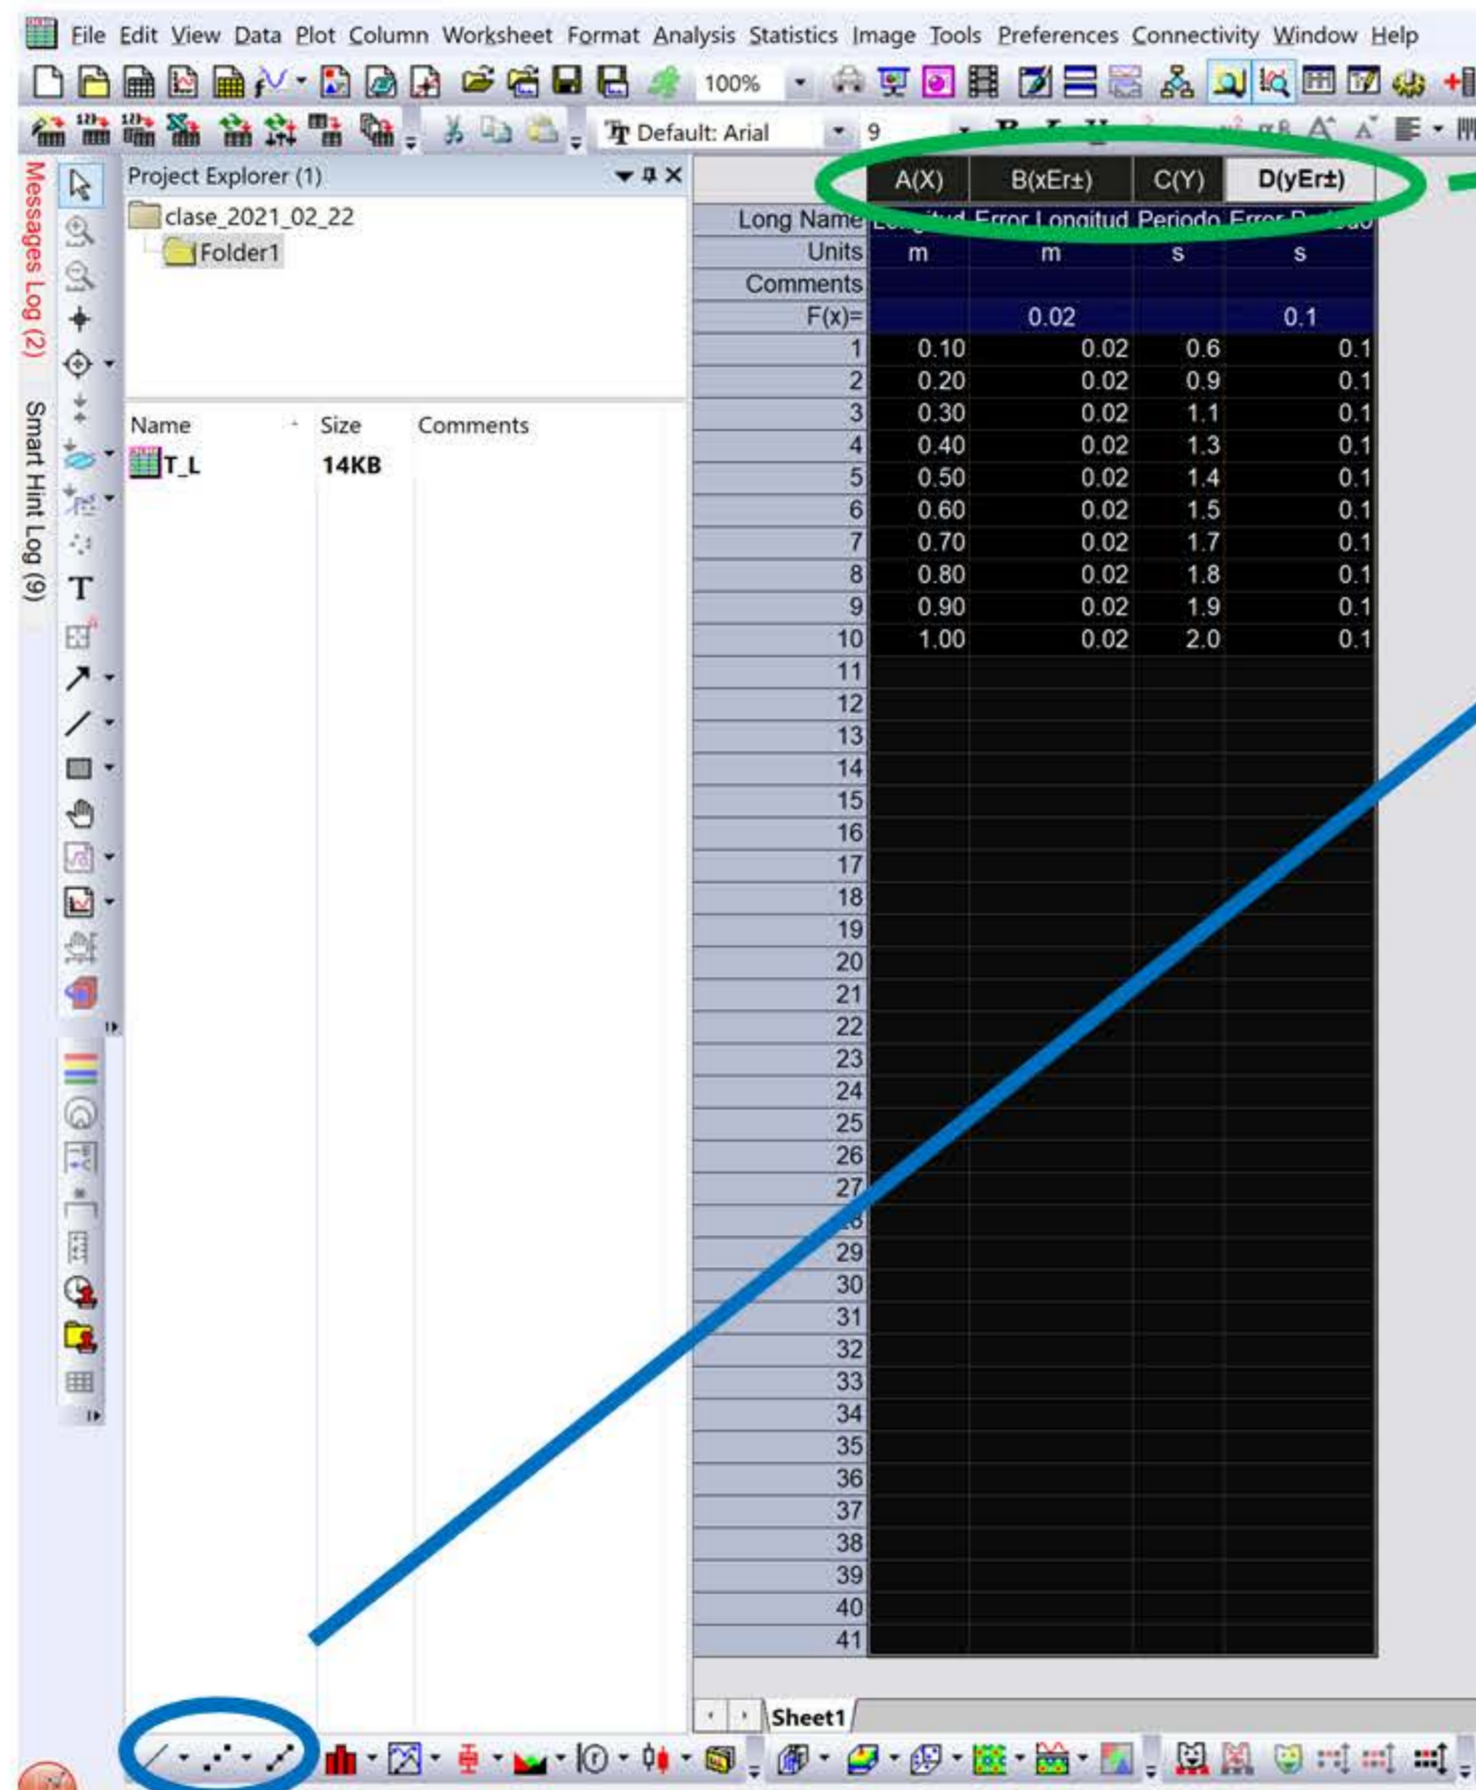 File Edit View Data Plot Column Worksheet Format Analysis Statistics Image Tools Preferences Connectivity Window Help
100%
Default: Arial 9
Messages Log (2)
Smart Hint Log (9)
Project Explorer (1)
clase_2021_02_22
Folder1
Name Size Comments
T_L 14KB
A(X) B(xEr±) C(Y) D(yEr±)
Long Name Longitud Error Longitud Periodo Error Periodo
Units m m s s
Comments
F(x)= 0.02 0.1
1 0.10 0.02 0.6 0.1
2 0.20 0.02 0.9 0.1
3 0.30 0.02 1.1 0.1
4 0.40 0.02 1.3 0.1
5 0.50 0.02 1.4 0.1
6 0.60 0.02 1.5 0.1
7 0.70 0.02 1.7 0.1
8 0.80 0.02 1.8 0.1
9 0.90 0.02 1.9 0.1
10 1.00 0.02 2.0 0.1
11
12
13
14
15
16
17
18
19
20
21
22
23
24
25
26
27
28
29
30
31
32
33
34
35
36
37
38
39
40
41
Sheet1